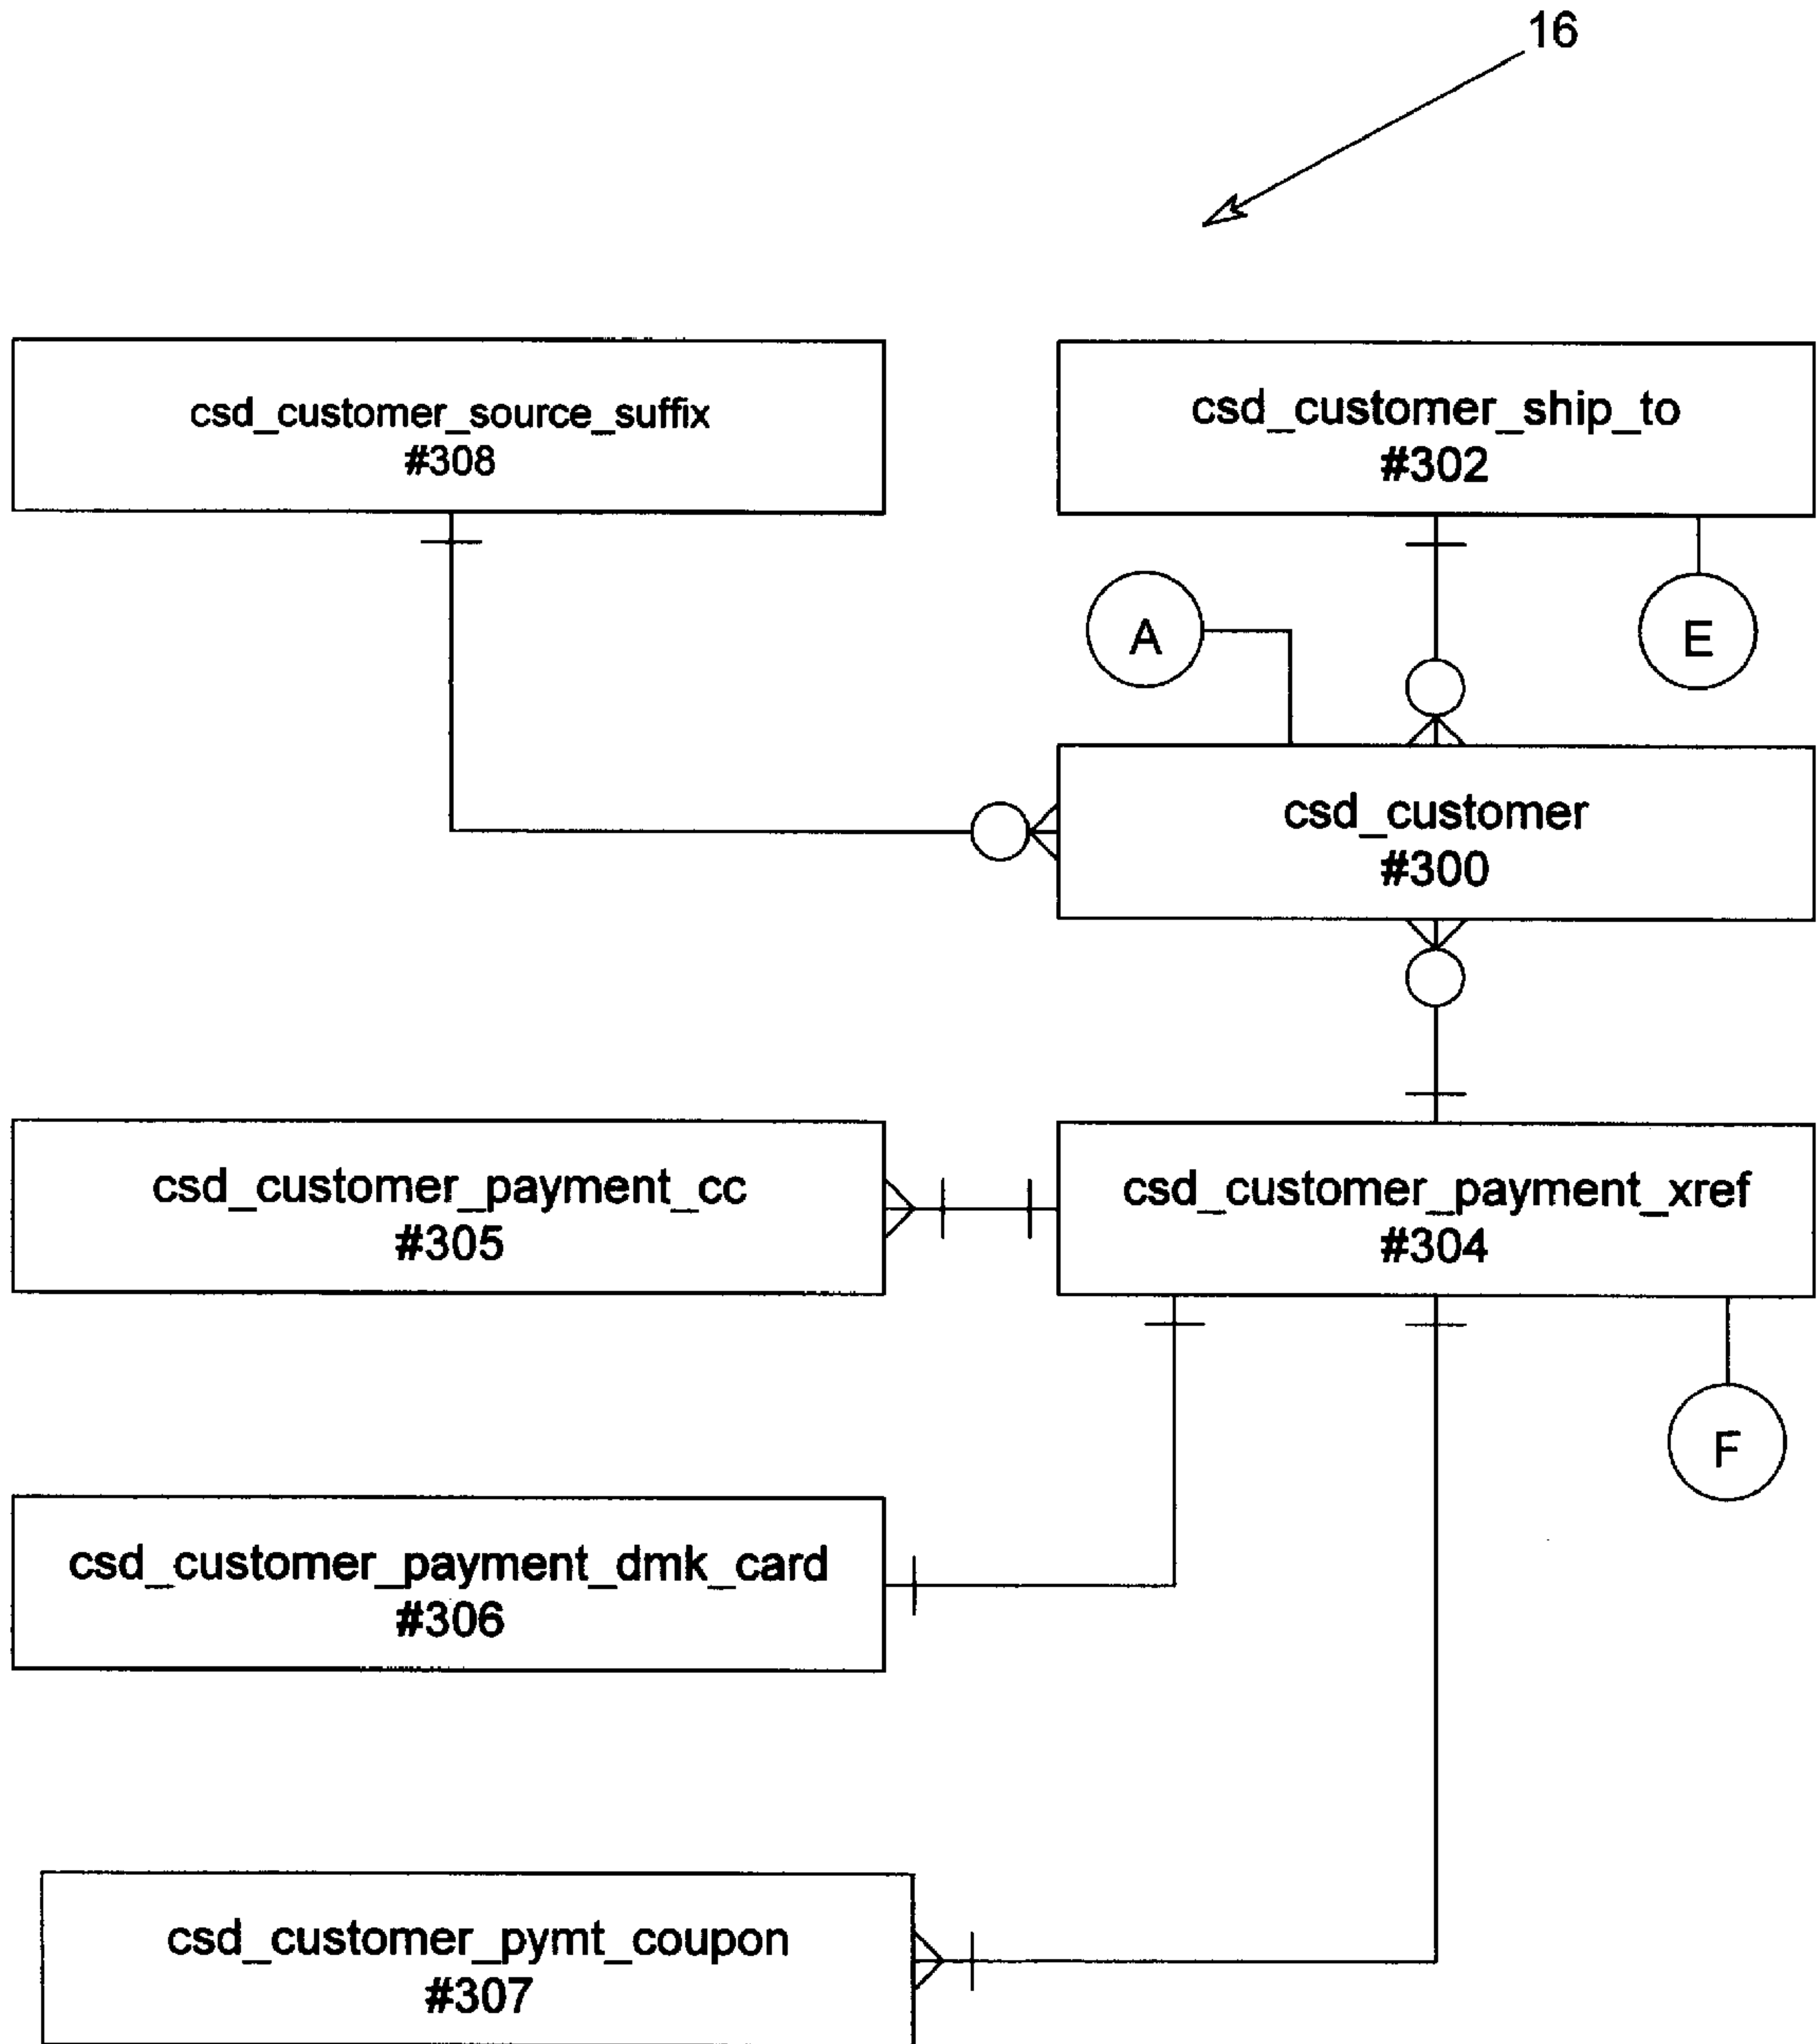 16
csd_customer_source_suffix
#308
csd_customer_ship_to
#302
A
E
csd_customer
#300
csd_customer_payment_cc
#305
csd_customer_payment_xref
#304
F
csd_customer_payment_dmk_card
#306
csd_customer_pymt_coupon
#307